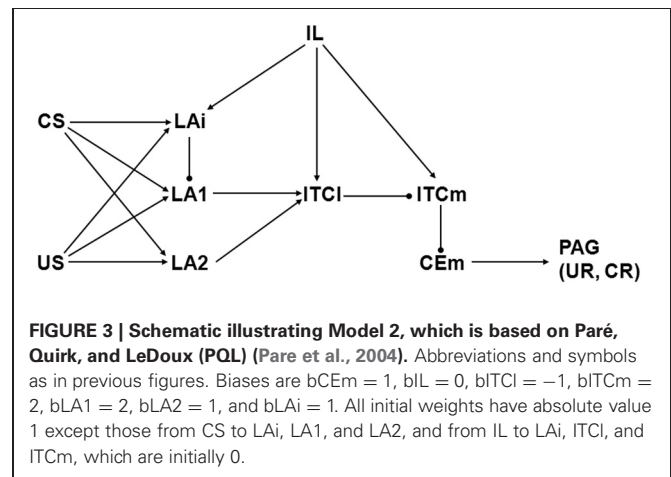 IL
CS
LAi
LA1
ITCl
ITCm
US
LA2
CEm
PAG
(UR, CR)
FIGURE 3 | Schematic illustrating Model 2, which is based on Paré,
Quirk, and LeDoux (PQL) (Pare et al., 2004). Abbreviations and symbols
as in previous figures. Biases are bCEm = 1, bIL = 0, bITCl = −1, bITCm =
2, bLA1 = 2, bLA2 = 1, and bLAi = 1. All initial weights have absolute value
1 except those from CS to LAi, LA1, and LA2, and from IL to LAi, ITCl, and
ITCm, which are initially 0.